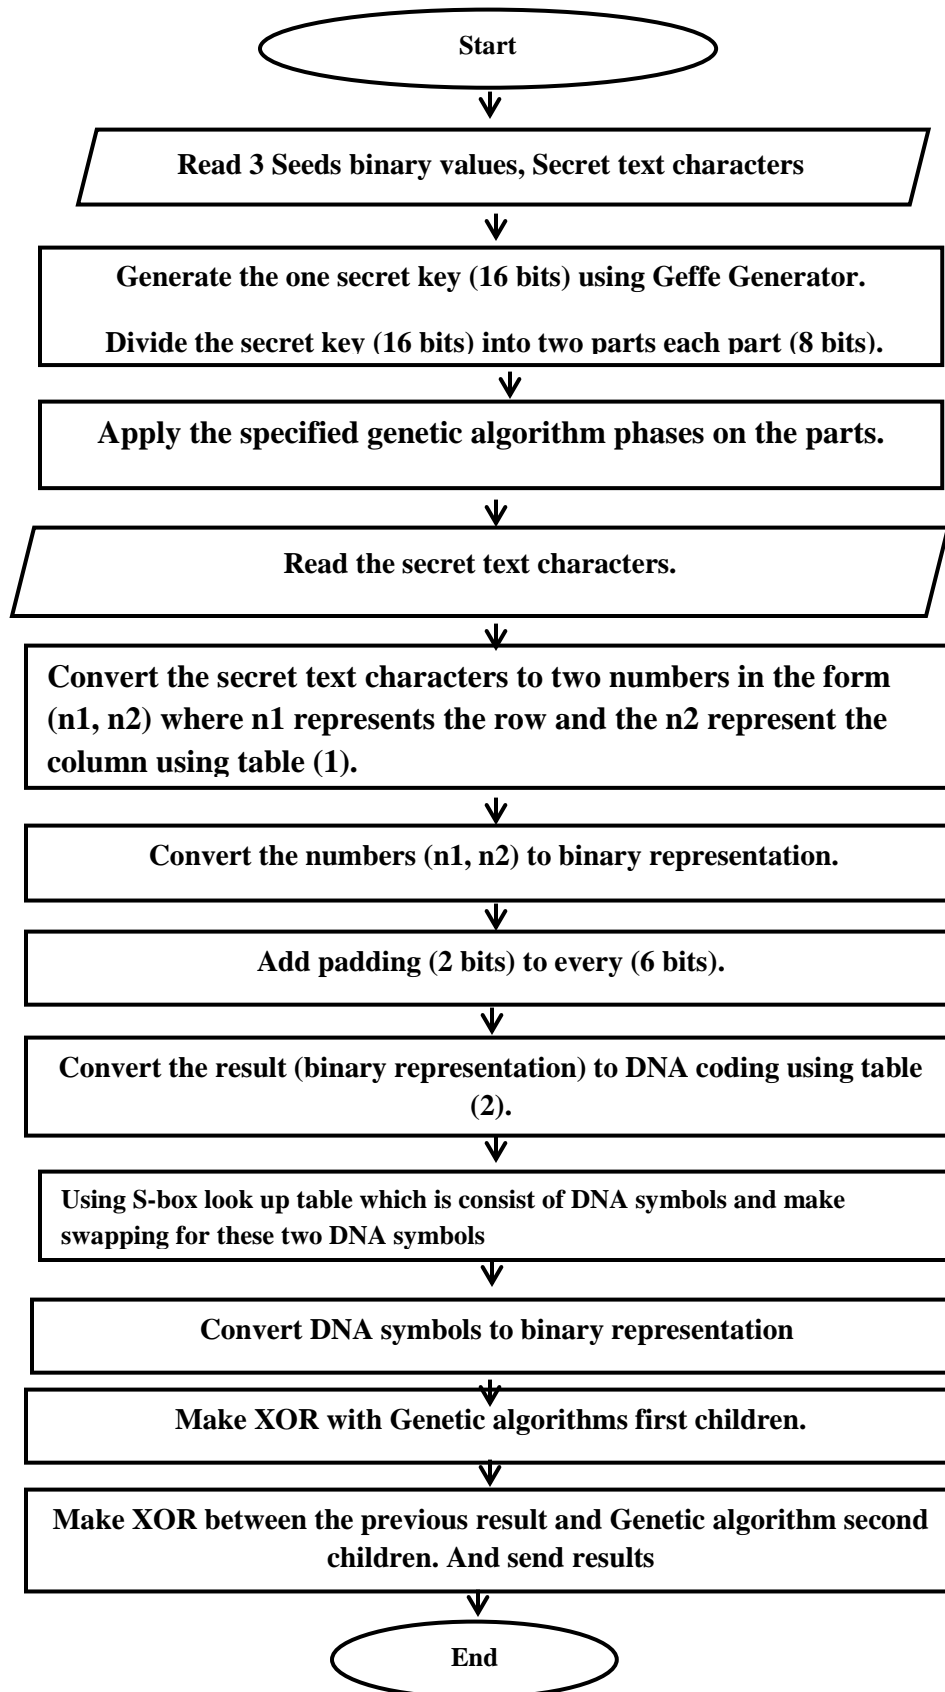 Start
Read 3 Seeds binary values, Secret text characters
Generate the one secret key (16 bits) using Geffe Generator.
Divide the secret key (16 bits) into two parts each part (8 bits).
Apply the specified genetic algorithm phases on the parts.
Read the secret text characters.
Convert the secret text characters to two numbers in the form
(n1, n2) where n1 represents the row and the n2 represent the
column using table (1).
Convert the numbers (n1, n2) to binary representation.
Add padding (2 bits) to every (6 bits).
Convert the result (binary representation) to DNA coding using table
(2).
Using S-box look up table which is consist of DNA symbols and make
swapping for these two DNA symbols
Convert DNA symbols to binary representation
Make XOR with Genetic algorithms first children.
Make XOR between the previous result and Genetic algorithm second
children. And send results
End